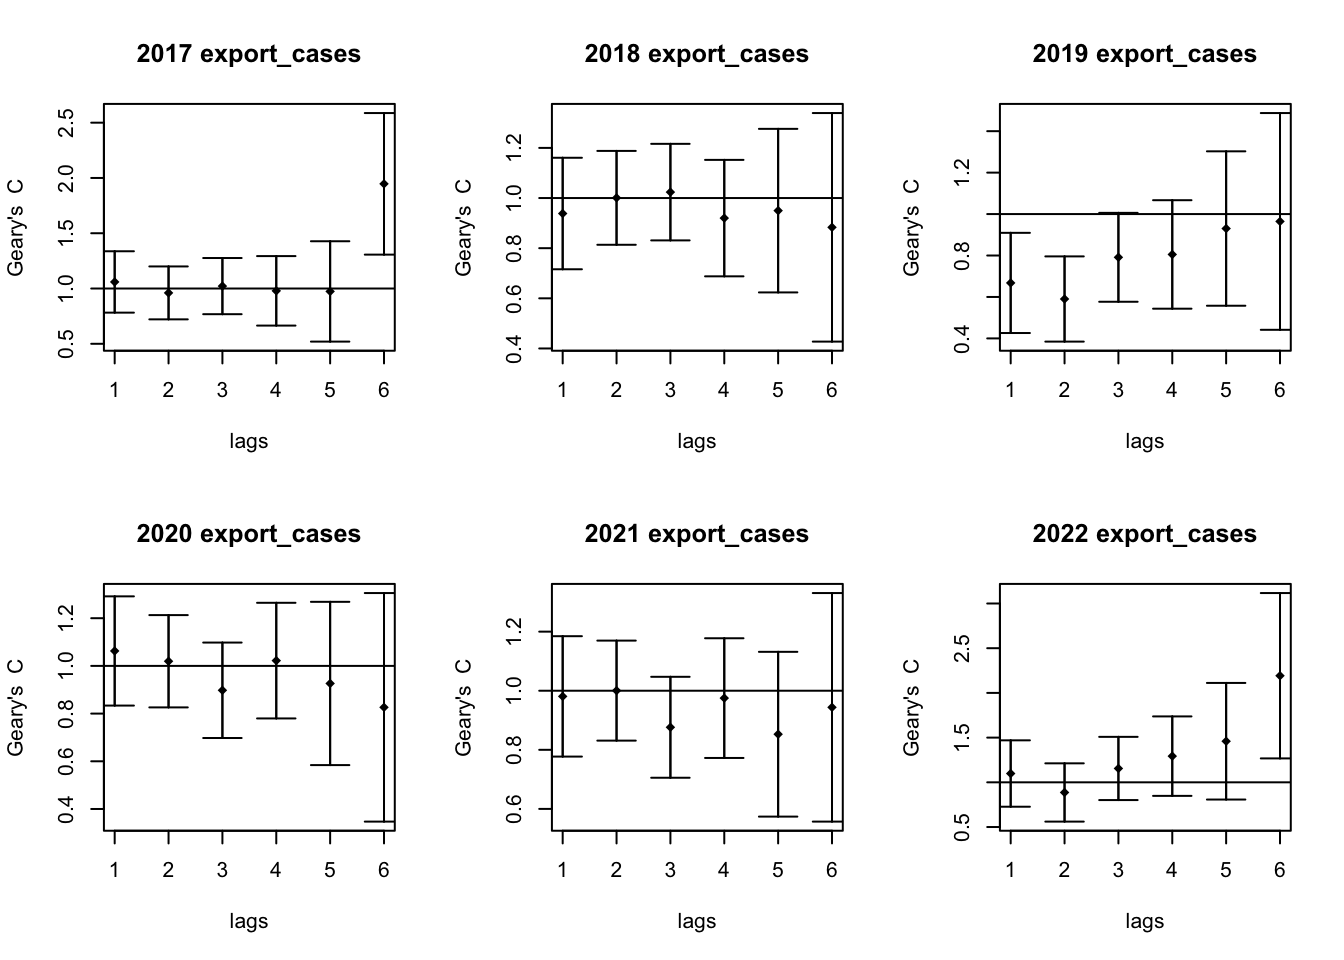 2017 export_cases
2018 export_cases
2019 export_cases
Geary's C
0.5 1.0 1.5 2.0 2.5
1 2 3 4 5 6
lags
Geary's C
0.4 0.6 0.8 1.0 1.2
1 2 3 4 5 6
lags
Geary's C
0.4 0.8 1.2
1 2 3 4 5 6
lags
2020 export_cases
2021 export_cases
2022 export_cases
Geary's C
0.4 0.6 0.8 1.0 1.2
1 2 3 4 5 6
lags
Geary's C
0.6 0.8 1.0 1.2
1 2 3 4 5 6
lags
Geary's C
0.5 1.5 2.5
1 2 3 4 5 6
lags